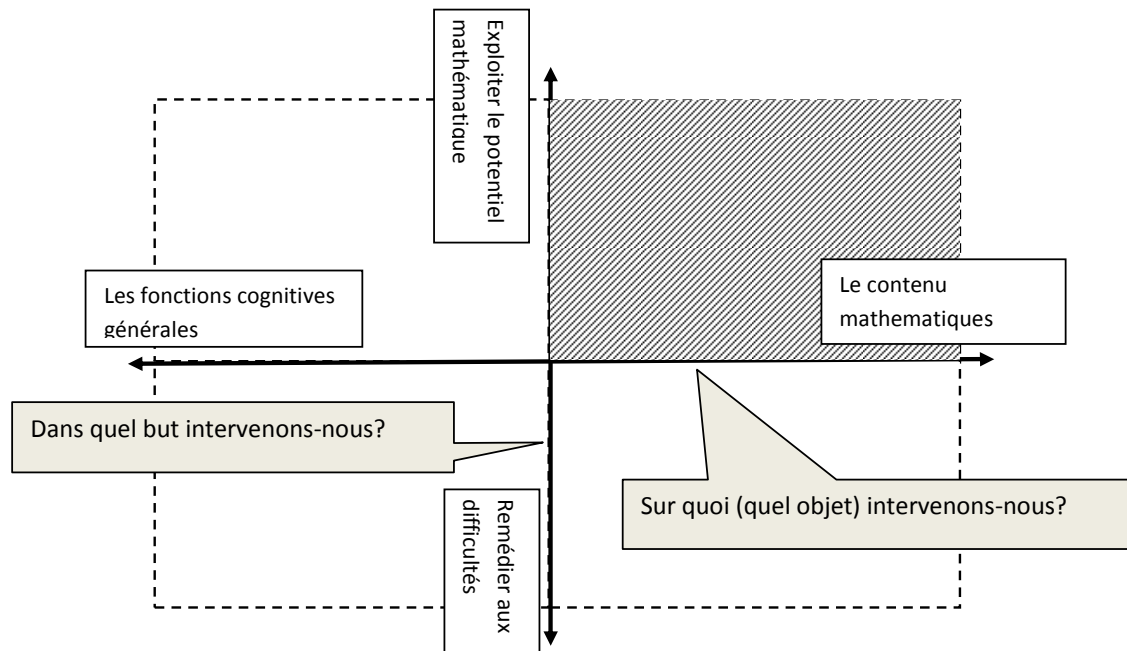 Exploiter le potentiel
mathématique
Les fonctions cognitives
générales
Le contenu
mathematiques
Dans quel but intervenons-nous?
Sur quoi (quel objet) intervenons-nous?
Remédier aux
difficultés